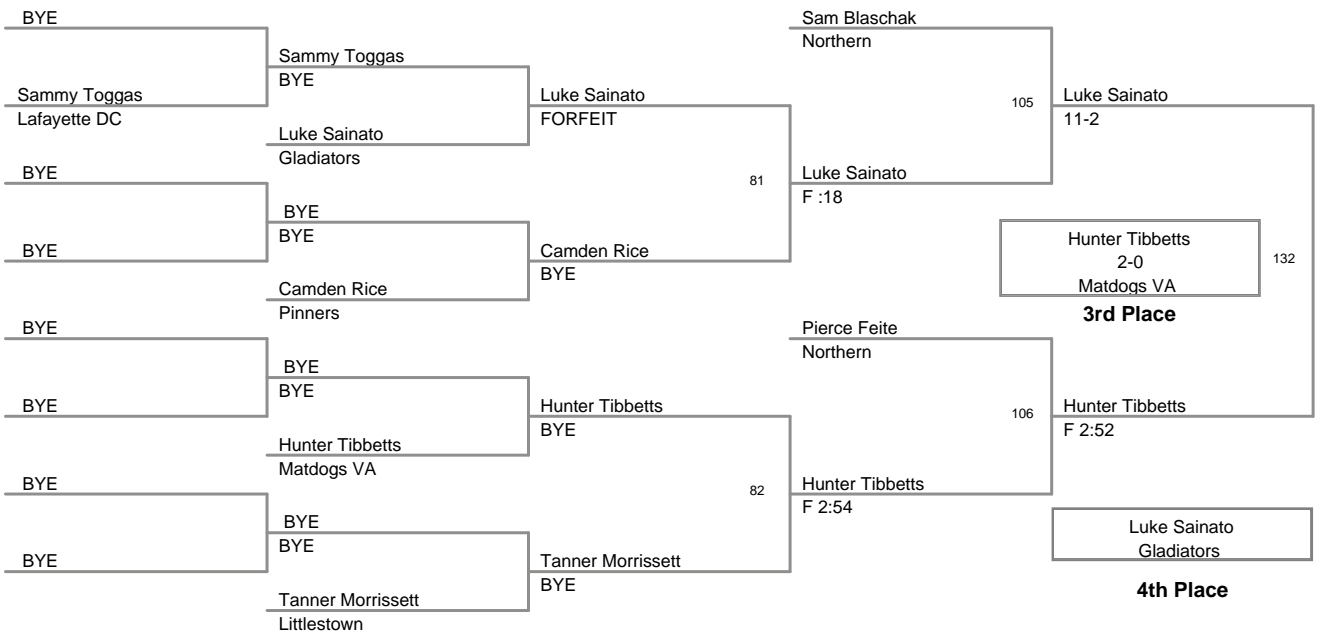 BYE
Sam Blaschak
Northern
Sammy Toggas
BYE
Sammy Toggas
Lafayette DC
Luke Sainato
FORFEIT
105
Luke Sainato
11-2
Luke Sainato
Gladiators
BYE
81
Luke Sainato
F :18
BYE
BYE
Hunter Tibbetts
2-0
Matdogs VA
132
BYE
Camden Rice
BYE
Camden Rice
Pinners
3rd Place
BYE
Pierce Feite
Northern
BYE
BYE
BYE
Hunter Tibbetts
BYE
106
Hunter Tibbetts
F 2:52
Hunter Tibbetts
Matdogs VA
BYE
82
Hunter Tibbetts
F 2:54
BYE
BYE
Luke Sainato
Gladiators
BYE
Tanner Morrissett
BYE
4th Place
Tanner Morrissett
Littlestown